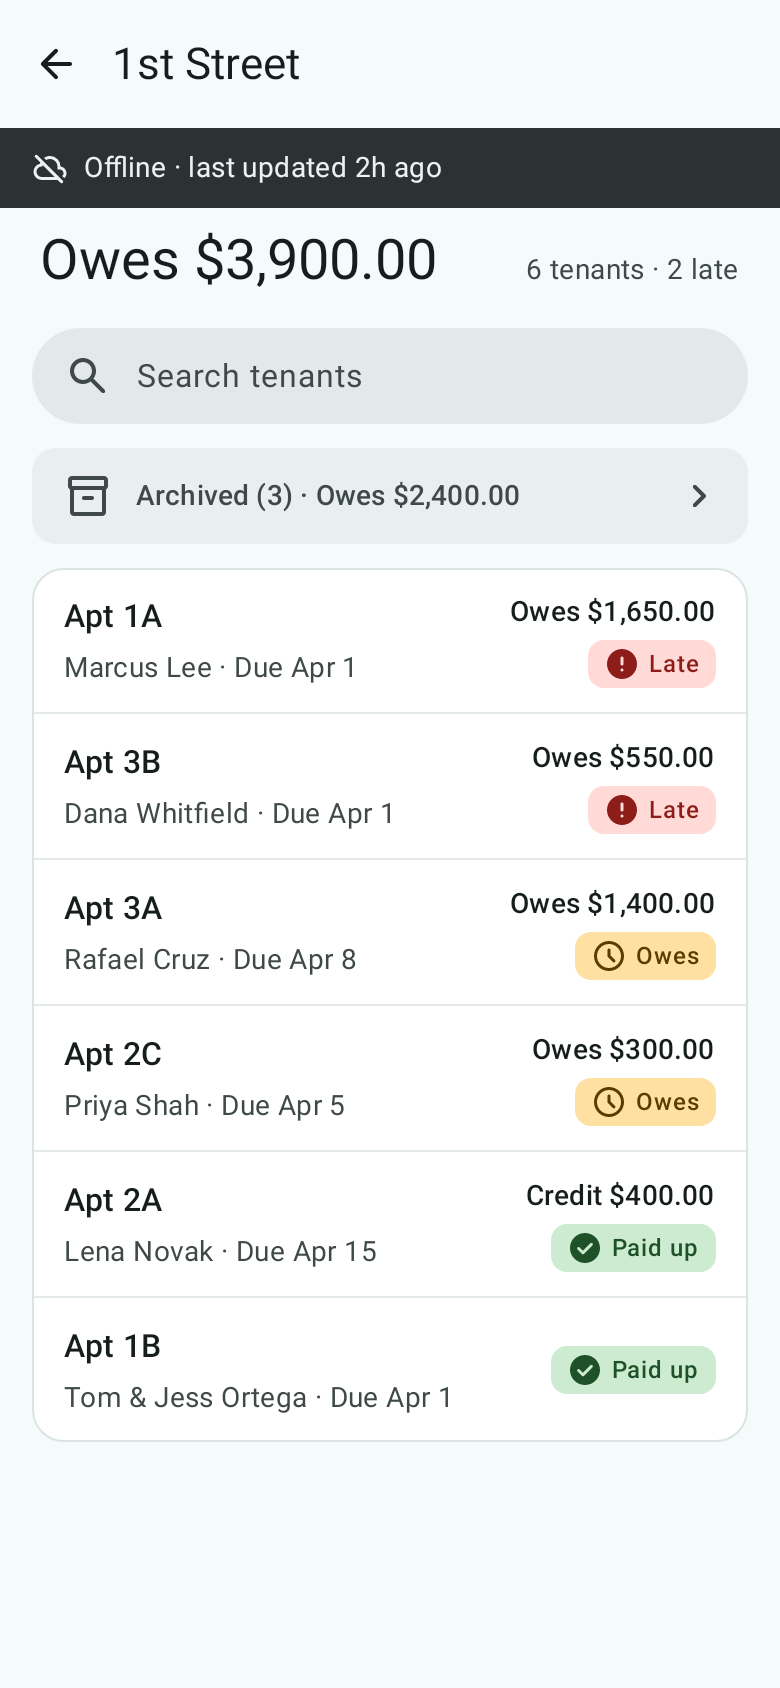 1st Street
Offline · last updated 2h ago
Owes $3,900.00
6 tenants · 2 late
Search tenants
Archived (3) · Owes $2,400.00
Apt 1A
Owes $1,650.00
Marcus Lee · Due Apr 1
Late
Apt 3B
Owes $550.00
Dana Whitfield · Due Apr 1
Late
Apt 3A
Owes $1,400.00
Rafael Cruz · Due Apr 8
Owes
Apt 2C
Owes $300.00
Priya Shah · Due Apr 5
Owes
Apt 2A
Credit $400.00
Lena Novak · Due Apr 15
Paid up
Apt 1B
Paid up
Tom & Jess Ortega · Due Apr 1